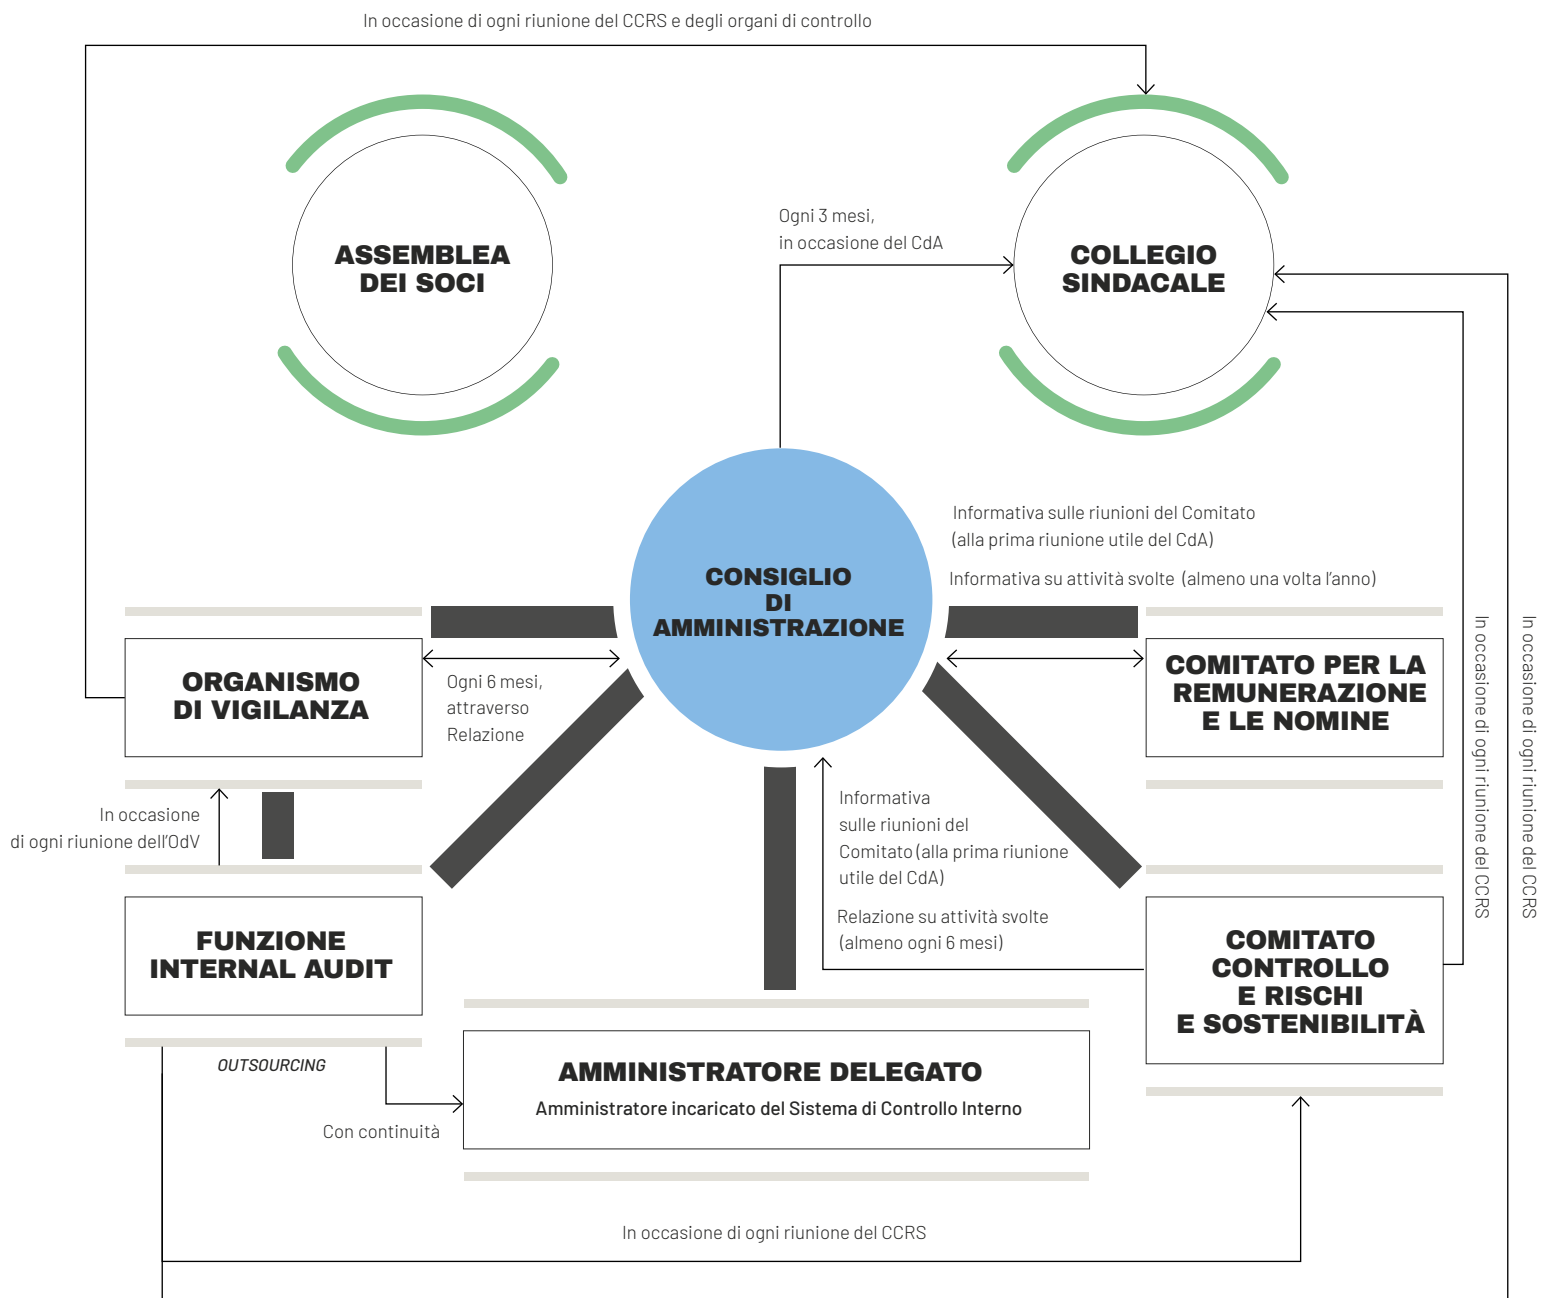 In occasione di ogni riunione del CCRS e degli organi di controllo
ASSEMBLEA
DEI SOCI
Ogni 3 mesi,
in occasione del CdA
COLLEGIO
SINDACALE
CONSIGLIO
DI
AMMINISTRAZIONE
Informativa sulle riunioni del Comitato
(alla prima riunione utile del CdA)
Informativa su attività svolte (almeno una volta l'anno)
ORGANISMO
DI VIGILANZA
Ogni 6 mesi,
attraverso
Relazione
COMITATO PER LA
REMUNERAZIONE
E LE NOMINE
In occasione di ogni riunione del CCRS
In occasione di ogni riunione del CCRS
In occasione
di ogni riunione dell'OdV
Informativa
sulle riunioni del
Comitato (alla prima riunione
utile del CdA)
Relazione su attività svolte
(almeno ogni 6 mesi)
FUNZIONE
INTERNAL AUDIT
OUTSOURCING
COMITATO
CONTROLLO
E RISCHI
E SOSTENIBILITÀ
AMMINISTRATORE DELEGATO
Amministratore incaricato del Sistema di Controllo Interno
Con continuità
In occasione di ogni riunione del CCRS